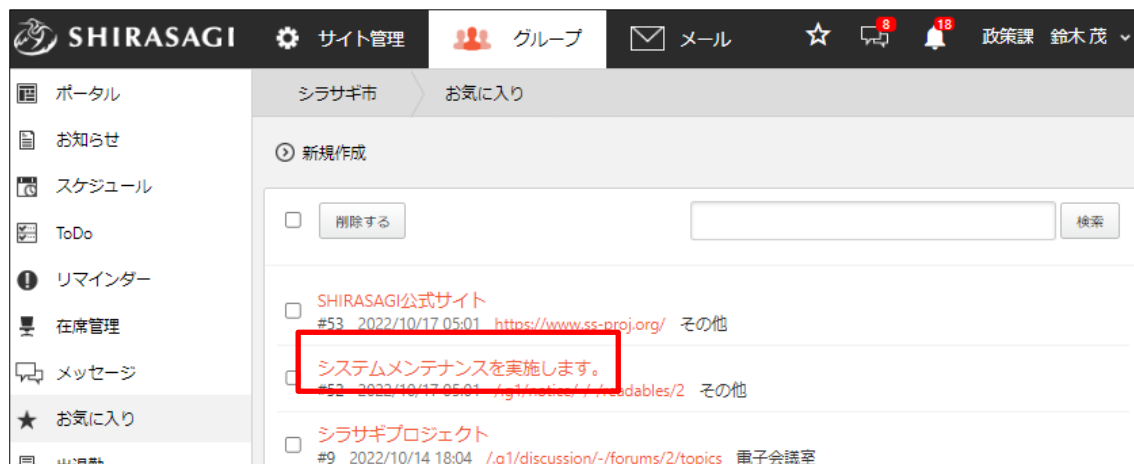 SHIRASAGI サイト管理 グループ メール 8 18 政策課 鈴木 茂
ポータル
お知らせ
スケジュール
ToDo
リマインダー
在席管理
メッセージ
お気に入り
シラサギ市 お気に入り
新規作成
削除する 検索
SHIRASAGI公式サイト
#53 2022/10/17 05:01 https://www.ss-proj.org/ その他
システムメンテナンスを実施します。
#52 2022/10/17 05:01 /.g1/notice/-/-/readables/2 その他
シラサギプロジェクト
#9 2022/10/14 18:04 /.g1/discussion/-/forums/2/topics 電子会議室